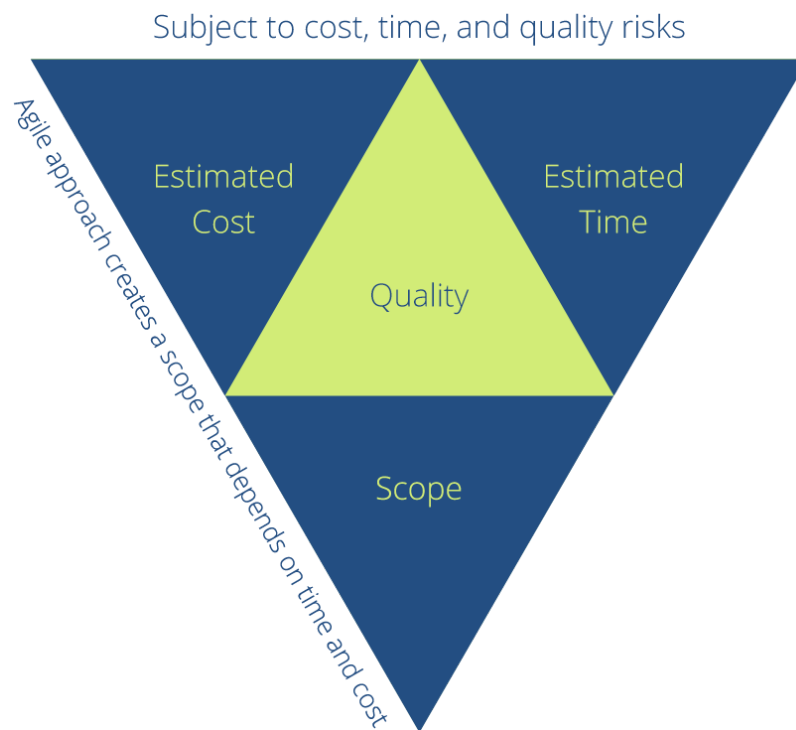 Subject to cost, time, and quality risks
Agile approach creates a scope that depends on time and cost
Estimated
Cost
Estimated
Time
Quality
Scope